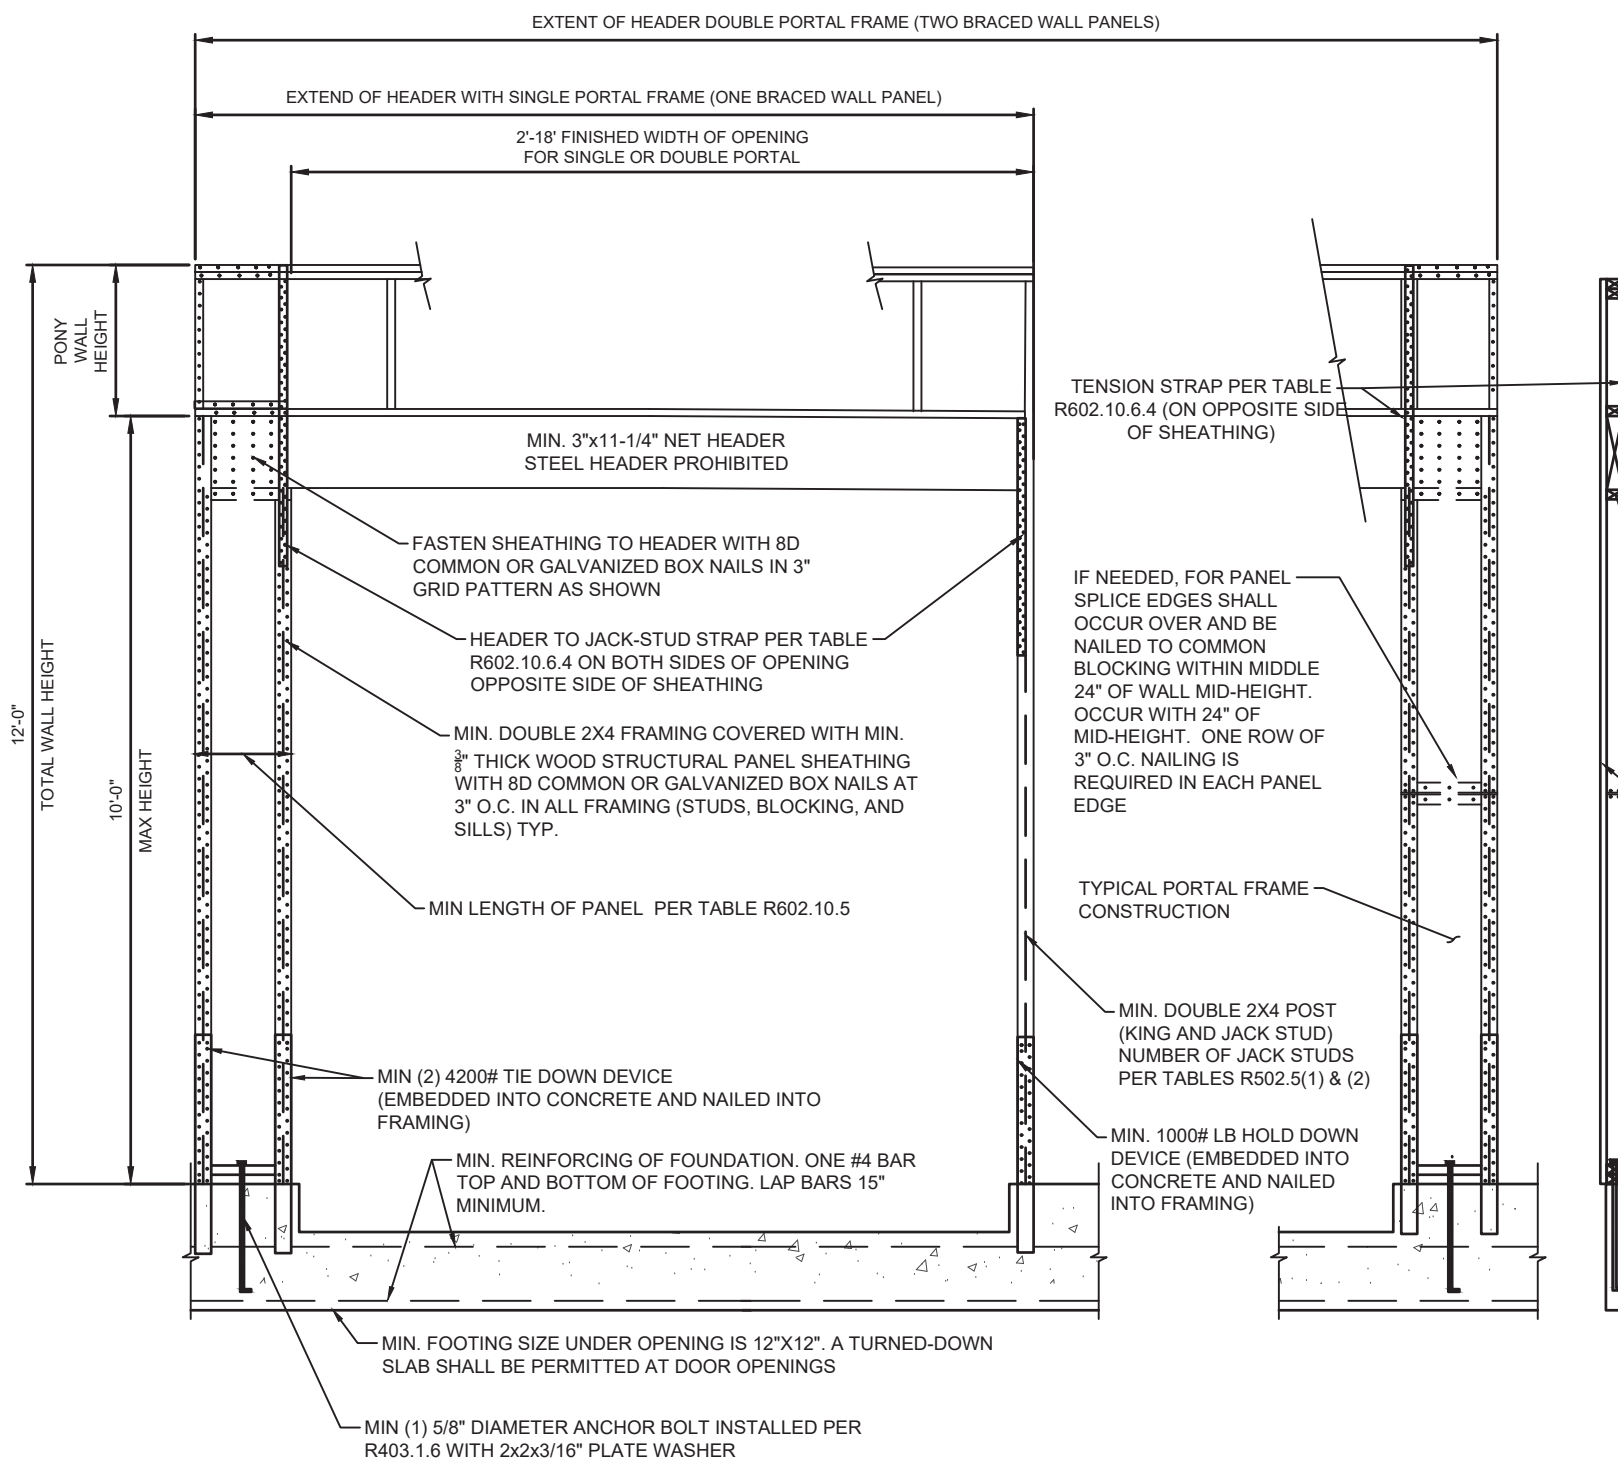 EXTENT OF HEADER DOUBLE PORTAL FRAME (TWO BRACED WALL PANELS)
EXTEND OF HEADER WITH SINGLE PORTAL FRAME (ONE BRACED WALL PANEL)
2'-18' FINISHED WIDTH OF OPENING
FOR SINGLE OR DOUBLE PORTAL
PONY
WALL
HEIGHT
12'-0"
TOTAL WALL HEIGHT
10'-0"
MAX HEIGHT
MIN. 3"x11-1/4" NET HEADER
STEEL HEADER PROHIBITED
TENSION STRAP PER TABLE
R602.10.6.4 (ON OPPOSITE SIDE
OF SHEATHING)
FASTEN SHEATHING TO HEADER WITH 8D
COMMON OR GALVANIZED BOX NAILS IN 3"
GRID PATTERN AS SHOWN
HEADER TO JACK-STUD STRAP PER TABLE
R602.10.6.4 ON BOTH SIDES OF OPENING
OPPOSITE SIDE OF SHEATHING
IF NEEDED, FOR PANEL
SPLICE EDGES SHALL
OCCUR OVER AND BE
NAILED TO COMMON
BLOCKING WITHIN MIDDLE
24" OF WALL MID-HEIGHT.
OCCUR WITH 24" OF
MID-HEIGHT. ONE ROW OF
3" O.C. NAILING IS
REQUIRED IN EACH PANEL
EDGE
MIN. DOUBLE 2X4 FRAMING COVERED WITH MIN.
3/8" THICK WOOD STRUCTURAL PANEL SHEATHING
WITH 8D COMMON OR GALVANIZED BOX NAILS AT
3" O.C. IN ALL FRAMING (STUDS, BLOCKING, AND
SILLS) TYP.
MIN LENGTH OF PANEL PER TABLE R602.10.5
TYPICAL PORTAL FRAME
CONSTRUCTION
MIN. DOUBLE 2X4 POST
(KING AND JACK STUD)
NUMBER OF JACK STUDS
PER TABLES R502.5(1) & (2)
MIN (2) 4200# TIE DOWN DEVICE
(EMBEDDED INTO CONCRETE AND NAILED INTO
FRAMING)
MIN. 1000# LB HOLD DOWN
DEVICE (EMBEDDED INTO
CONCRETE AND NAILED
INTO FRAMING)
MIN. REINFORCING OF FOUNDATION. ONE #4 BAR
TOP AND BOTTOM OF FOOTING. LAP BARS 15"
MINIMUM.
MIN. FOOTING SIZE UNDER OPENING IS 12"X12". A TURNED-DOWN
SLAB SHALL BE PERMITTED AT DOOR OPENINGS
MIN (1) 5/8" DIAMETER ANCHOR BOLT INSTALLED PER
R403.1.6 WITH 2x2x3/16" PLATE WASHER